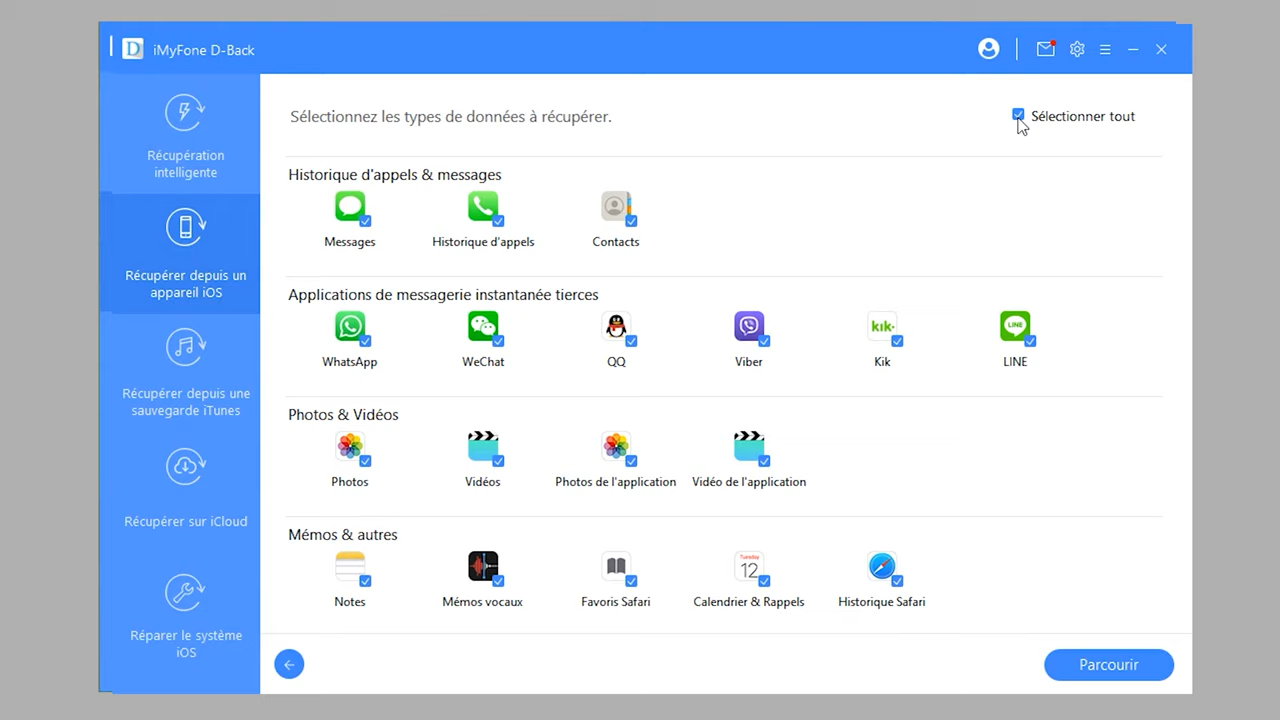 D iMyFone D-Back
Récupération
intelligente
Récupérer depuis un
appareil iOS
Récupérer depuis une
sauvegarde iTunes
Récupérer sur iCloud
Réparer le système
iOS
Sélectionnez les types de données à récupérer.
Sélectionner tout
Historique d'appels & messages
Messages
Historique d'appels
Contacts
Applications de messagerie instantanée tierces
kik.
LINE
WhatsApp
WeChat
QQ
Viber
Kik
LINE
Photos & Vidéos
Photos
Vidéos
Photos de l'application
Vidéo de l'application
Mémos & autres
Tuesday
12
Notes
Mémos vocaux
Favoris Safari
Calendrier & Rappels
Historique Safari
Parcourir